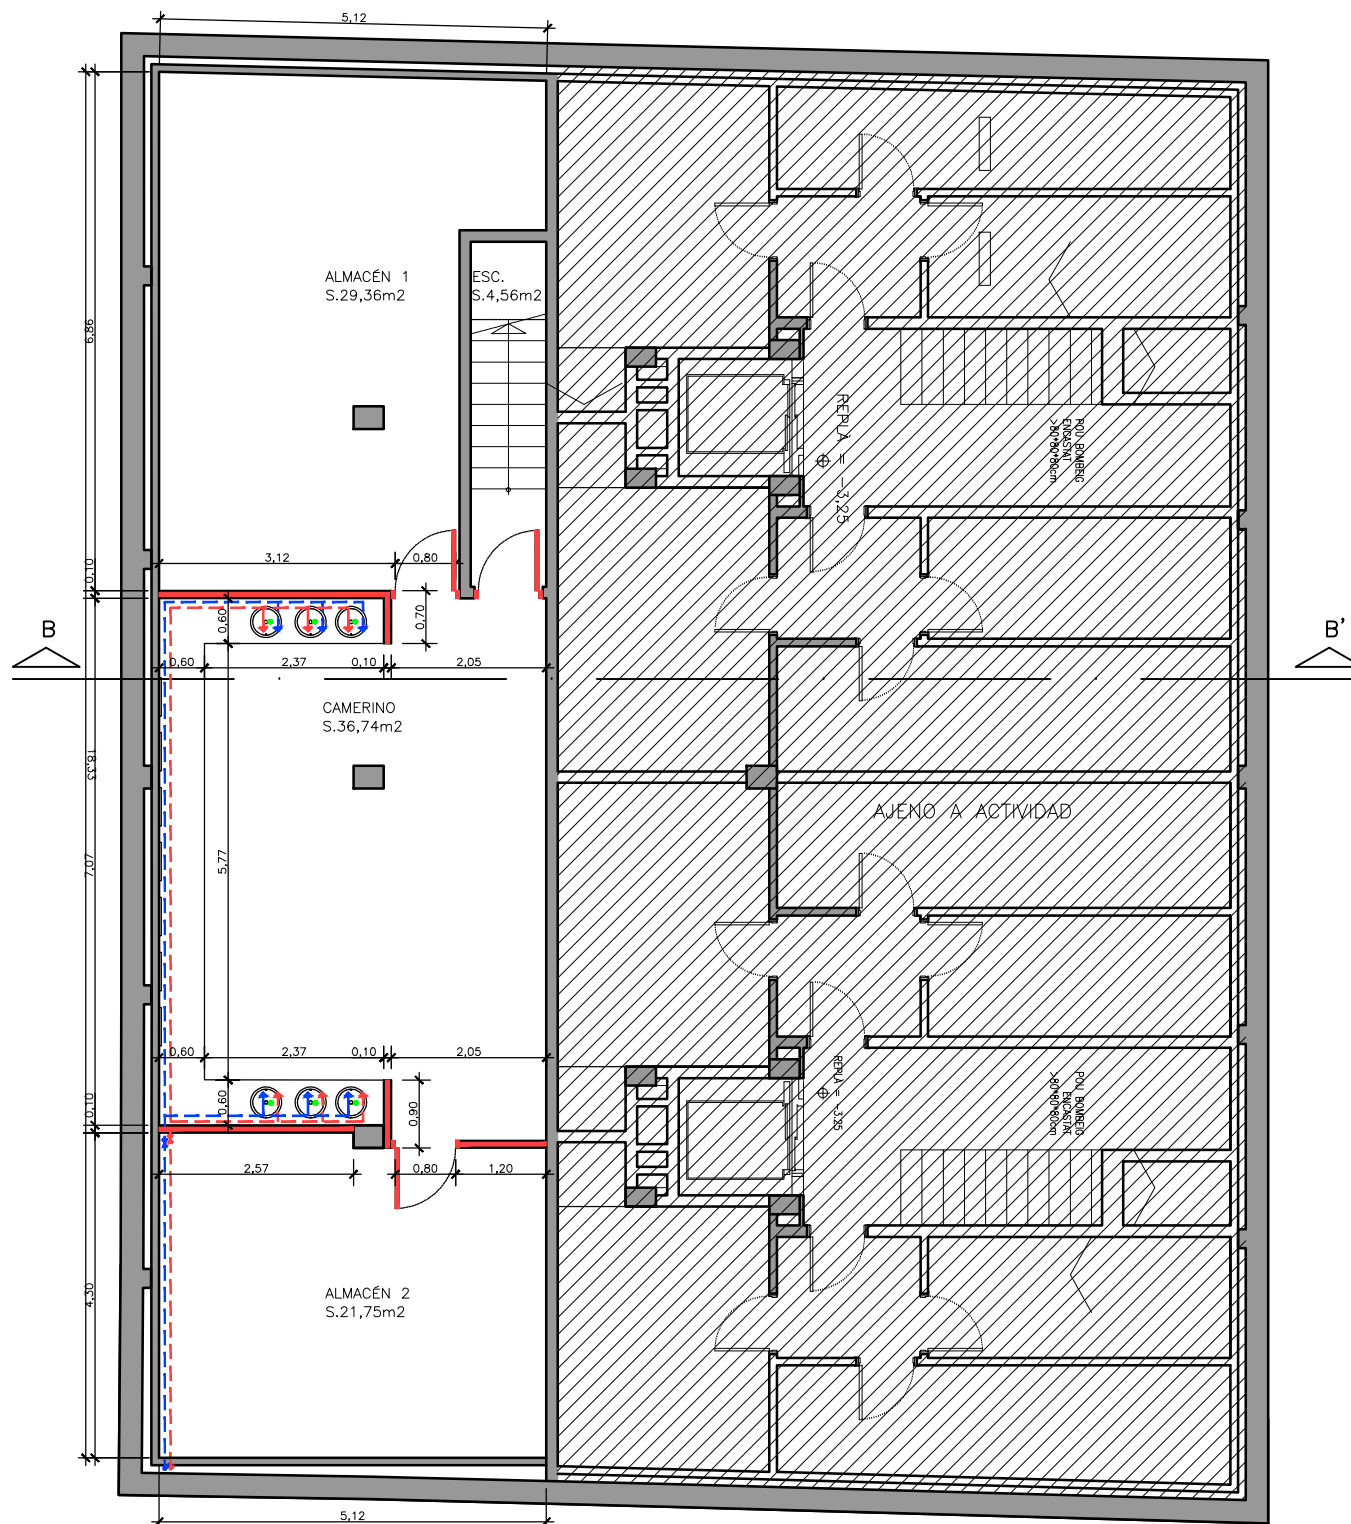 5,12
ALMACÉN 1
S.29,36m2
ESC.
S.4,56m2
6,86
REPLÀ = -3,25
POU BOMBEIG
ENCASTAT
>80*80*80cm
3,12
0,80
0,10
0,60
0,70
B
B'
0,60
2,37
0,10
2,05
CAMERINO
S.36,74m2
18,33
AJENO A ACTIVIDAD
7,07
5,77
0,60
2,37
0,10
2,05
REPLÀ = -3,25
POU BOMBEIG
ENCASTAT
>80*80*80cm
0,60
0,10
0,90
2,57
0,80
1,20
ALMACÉN 2
S.21,75m2
4,30
5,12